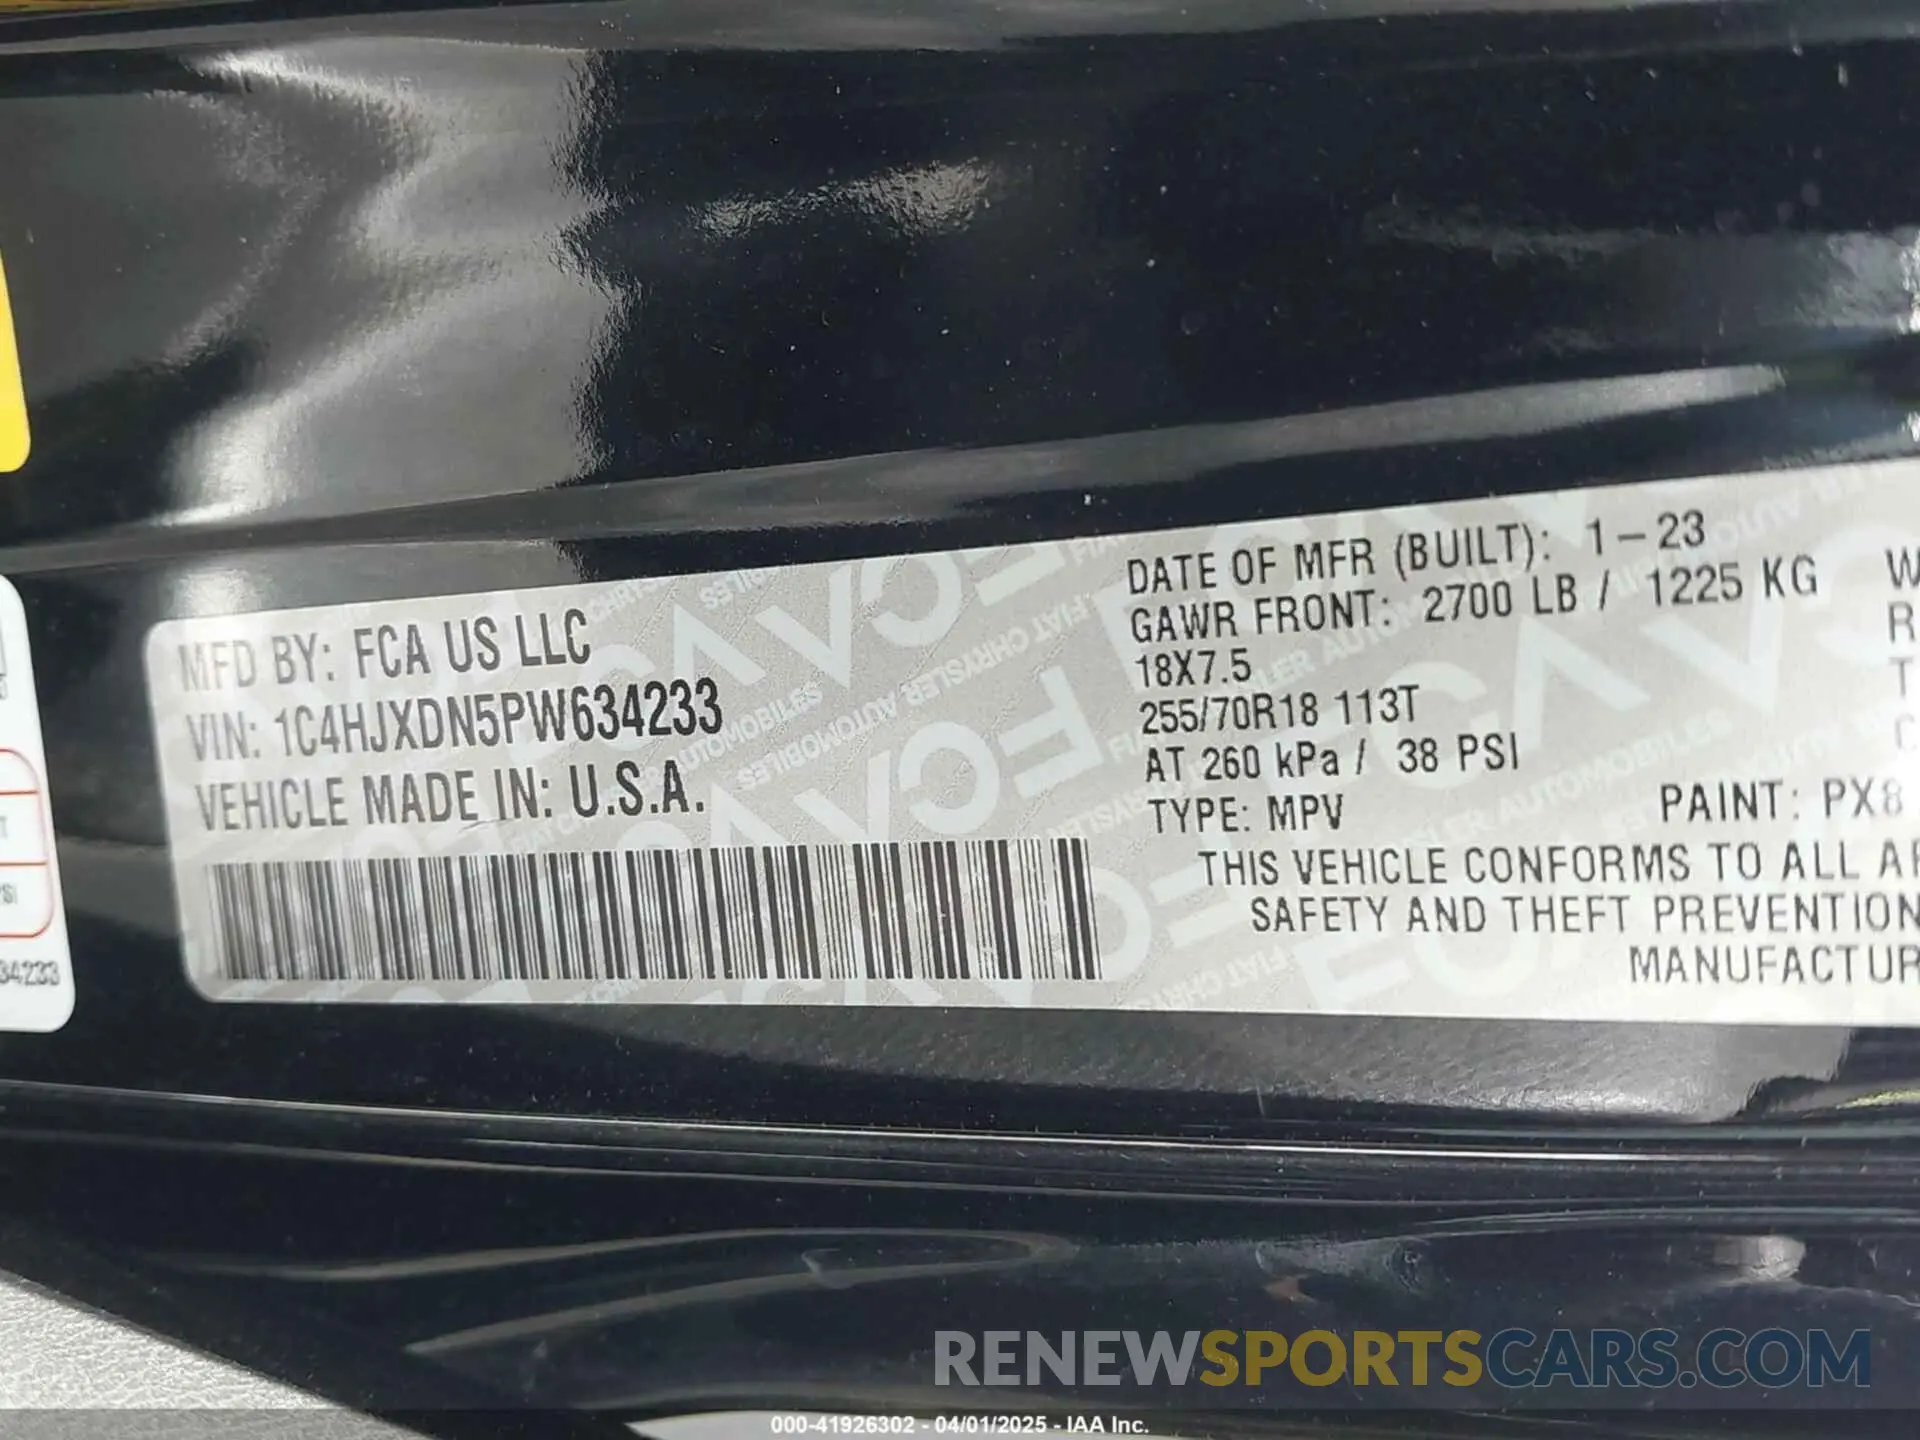 MFD BY: FCA US LLC
VIN: 1C4HJXDN5PW634233
VEHICLE MADE IN: U.S.A.
DATE OF MFR (BUILT): 1-23
GAWR FRONT: 2700 LB / 1225 KG
18X7.5
255/70R18 113T
AT 260 kPa / 38 PSI
TYPE: MPV
PAINT: PX8
THIS VEHICLE CONFORMS TO ALL
SAFETY AND THEFT PREVENTION
MANUFACTUR
34233
RENEWSPORTSCARS.COM
000-41926302 - 04/01/2025 - IAA Inc.